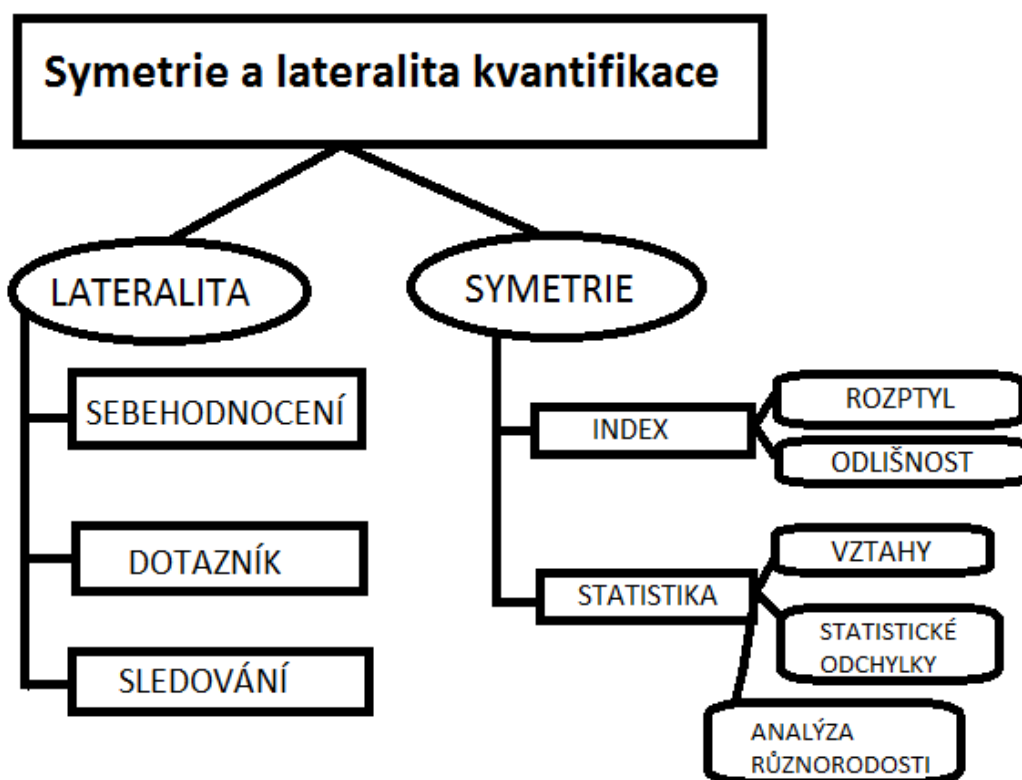 Symetrie a lateralita kvantifikace
LATERALITA
SYMETRIE
SEBEHODNOCENÍ
DOTAZNÍK
SLEDOVÁNÍ
INDEX
ROZPTYL
ODLIŠNOST
STATISTIKA
VZTAHY
STATISTICKÉ
ODCHYLKY
ANALÝZA
RŮZNORODOSTI